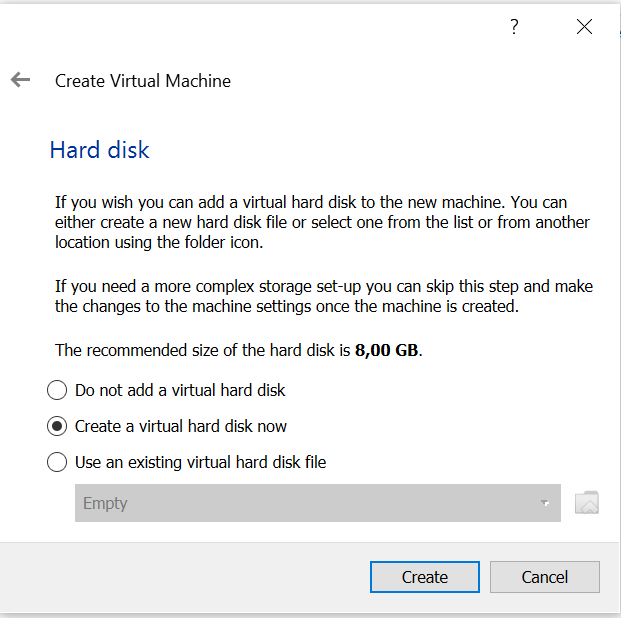 ?
Create Virtual Machine
Hard disk
If you wish you can add a virtual hard disk to the new machine. You can
either create a new hard disk file or select one from the list or from another
location using the folder icon.
If you need a more complex storage set-up you can skip this step and make
the changes to the machine settings once the machine is created.
The recommended size of the hard disk is 8,00 GB.
Do not add a virtual hard disk
Create a virtual hard disk now
Use an existing virtual hard disk file
Empty
Create Cancel